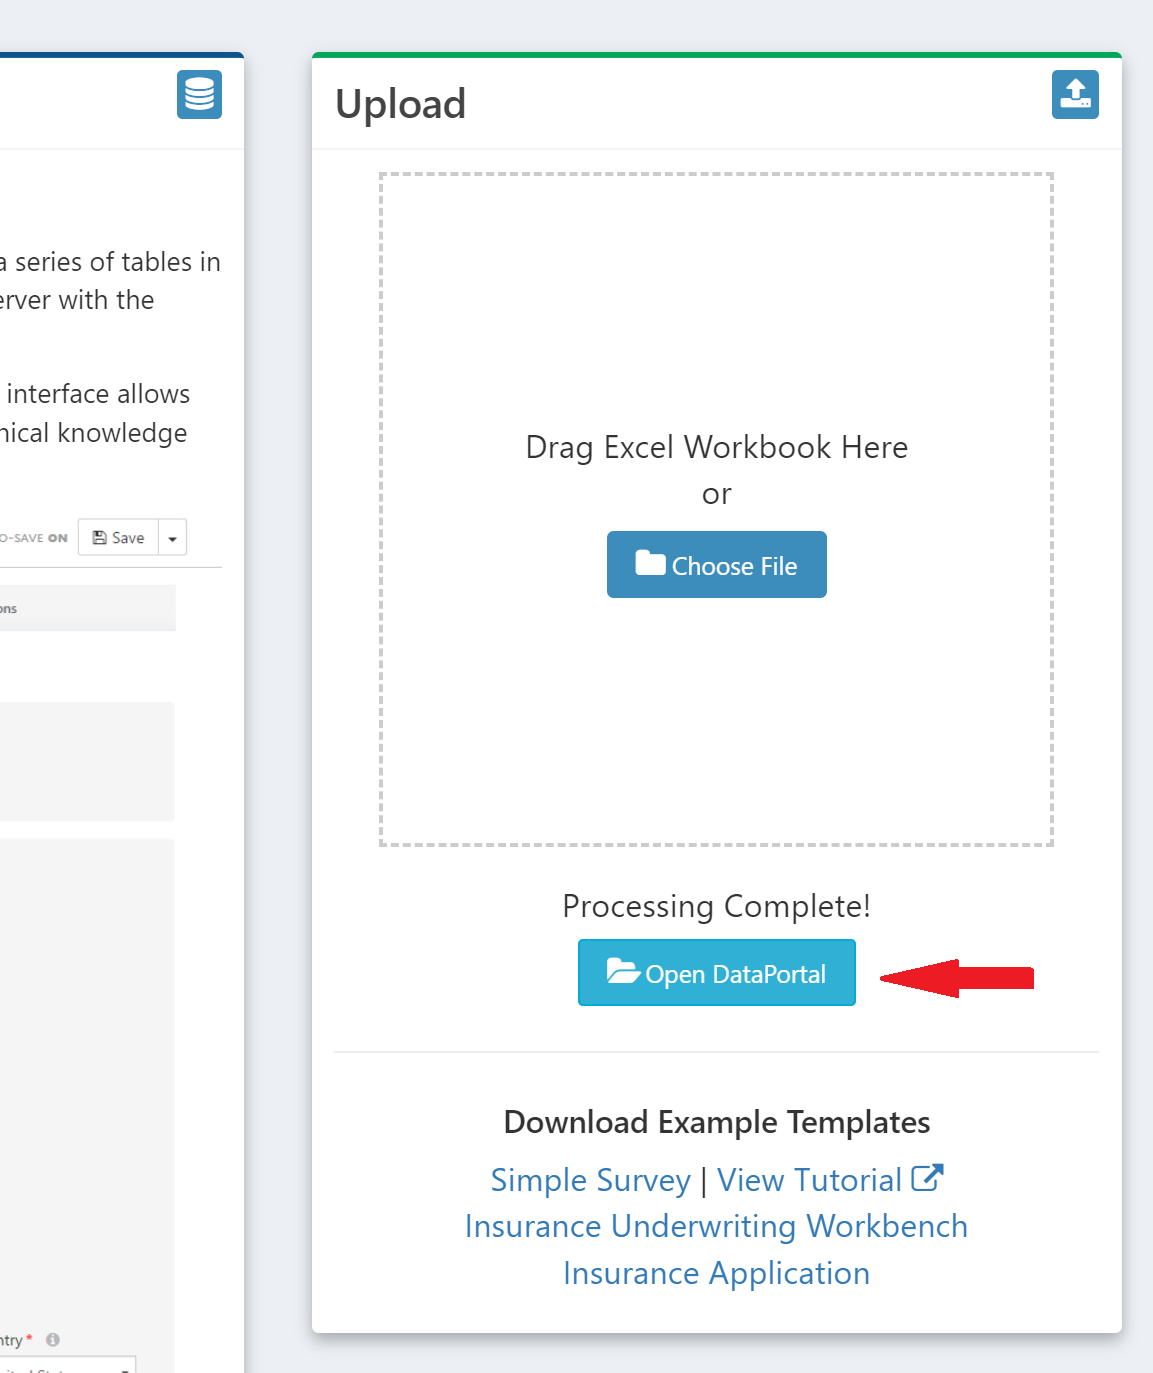 a series of tables in
erver with the
interface allows
nical knowledge
O-SAVE ON
Save
ons
ntry *
Upload
Drag Excel Workbook Here
or
Choose File
Processing Complete!
Open DataPortal
Download Example Templates
Simple Survey | View Tutorial
Insurance Underwriting Workbench
Insurance Application